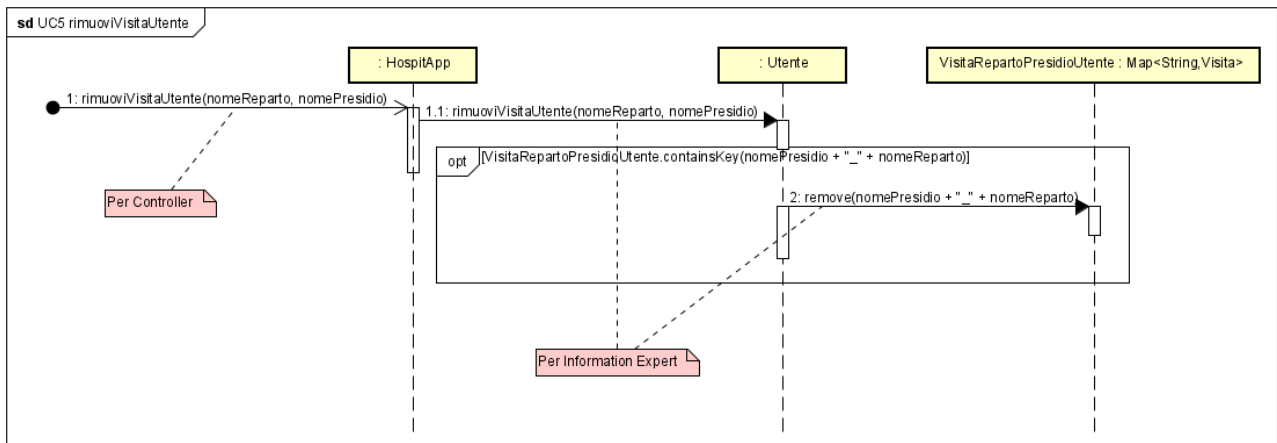 sd UC5 rimuoviVisitaUtente
: HospitApp
: Utente
VisitaRepartoPresidioUtente : Map<String,Visita>
1: rimuoviVisitaUtente(nomeReparto, nomePresidio)
1.1: rimuoviVisitaUtente(nomeReparto, nomePresidio)
opt
[VisitaRepartoPresidioUtente.containsKey(nomePresidio + "_" + nomeReparto)]
2: remove(nomePresidio + "_" + nomeReparto)
Per Controller
Per Information Expert